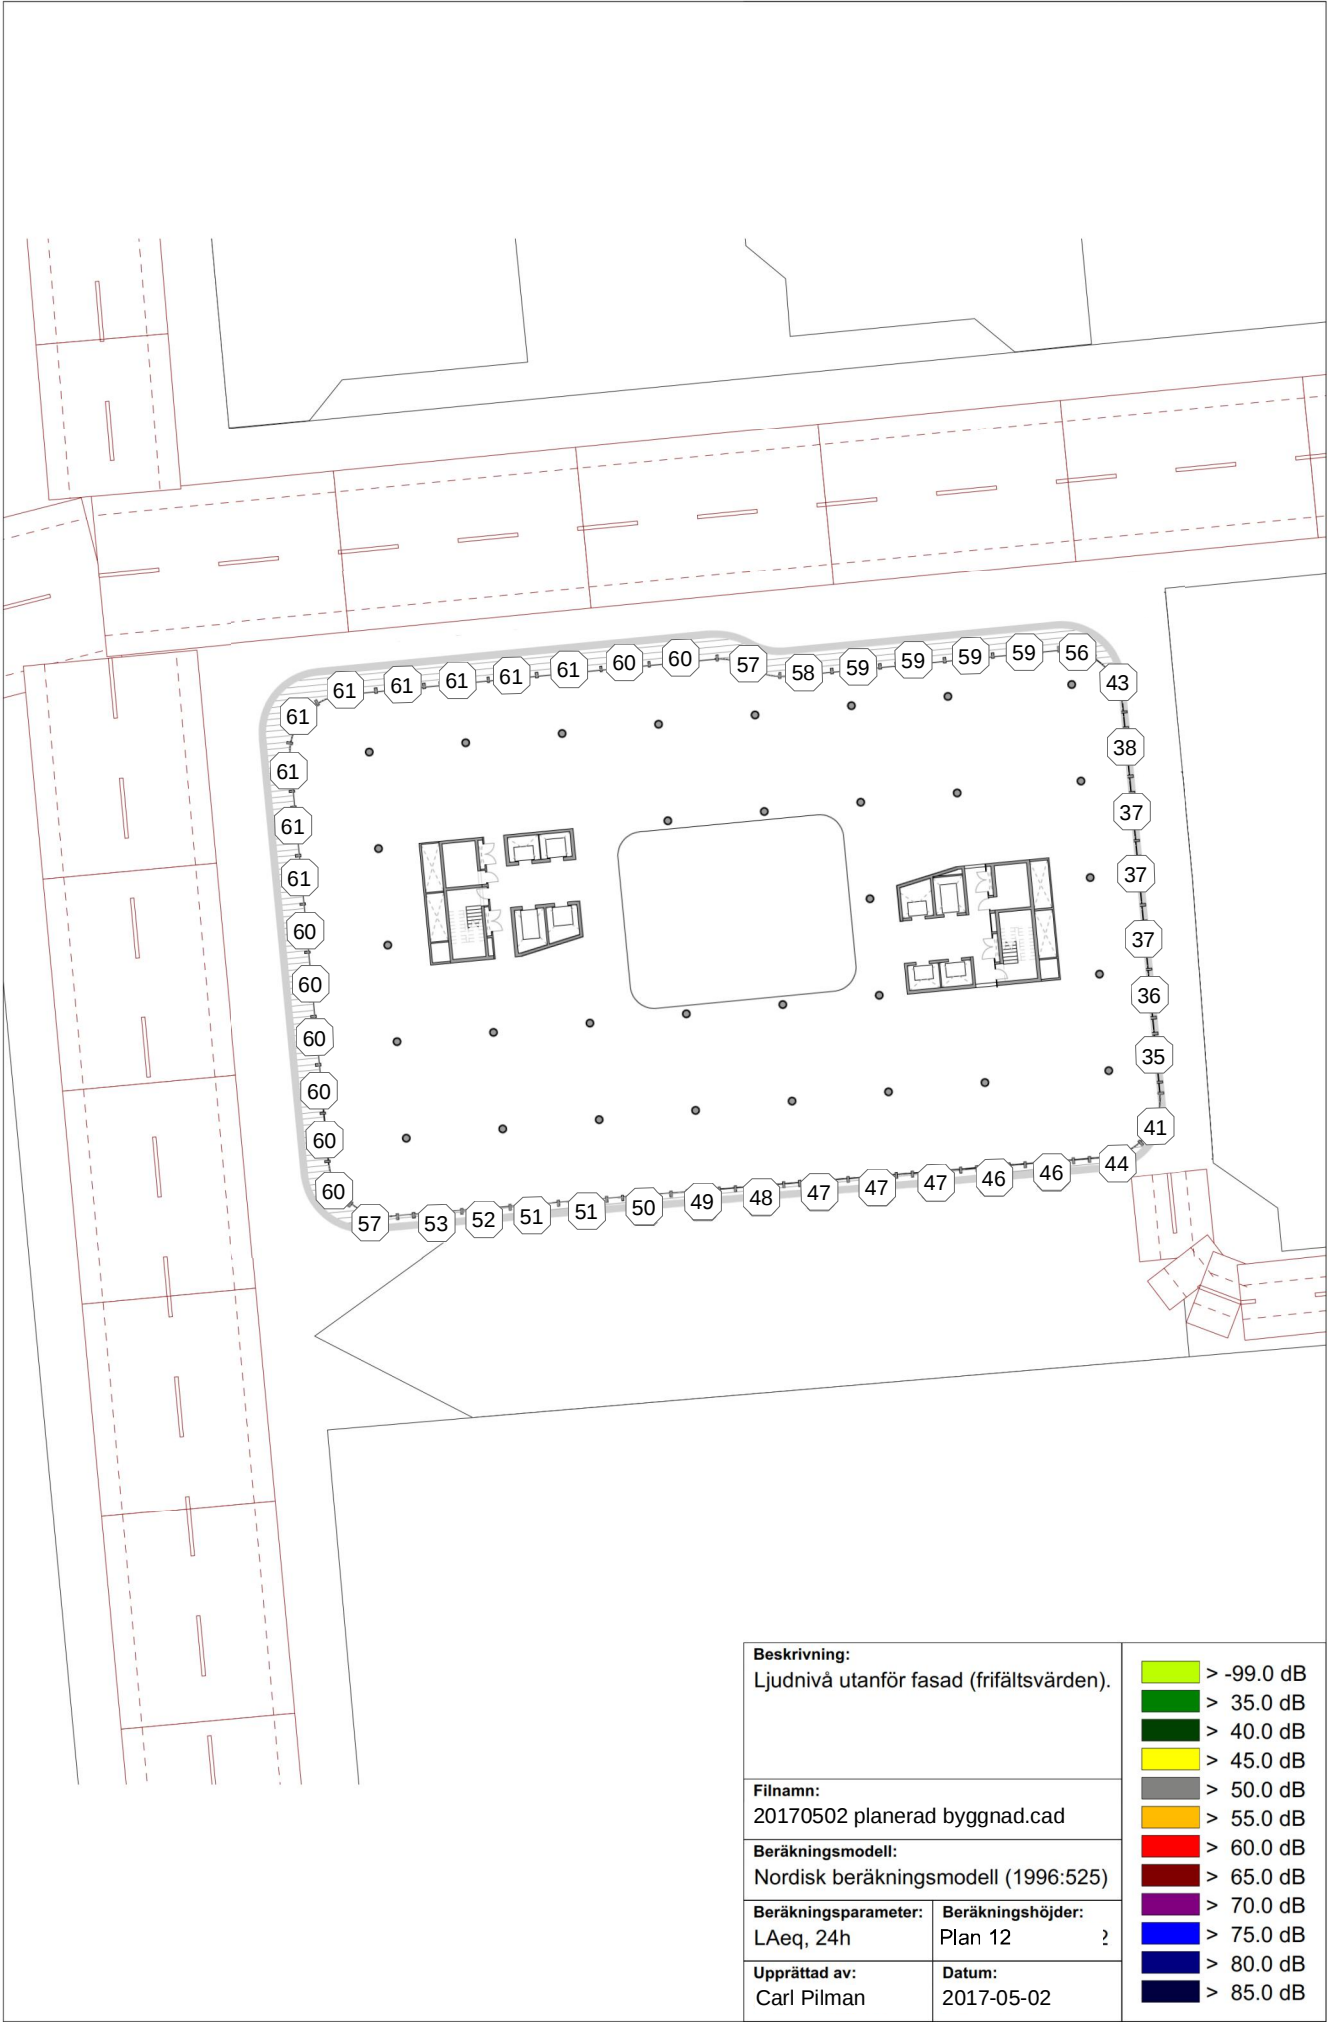 61 61 61 61 61 60 60 57 58 59 59 59 59 56
61 43
61 38
61 37
61 37
60 37
60 36
60 35
60 41
60 44
60 57 53 52 51 51 50 49 48 47 47 47 46 46
Beskrivning:
Ljudnivå utanför fasad (frifältsvärden).
Filnamn:
20170502 planerad byggnad.cad
Beräkningsmodell:
Nordisk beräkningsmodell (1996:525)
Beräkningsparameter:
LAeq, 24h
Beräkningshöjder:
Plan 12 2
Upprättad av:
Carl Pilman
Datum:
2017-05-02
> -99.0 dB
> 35.0 dB
> 40.0 dB
> 45.0 dB
> 50.0 dB
> 55.0 dB
> 60.0 dB
> 65.0 dB
> 70.0 dB
> 75.0 dB
> 80.0 dB
> 85.0 dB